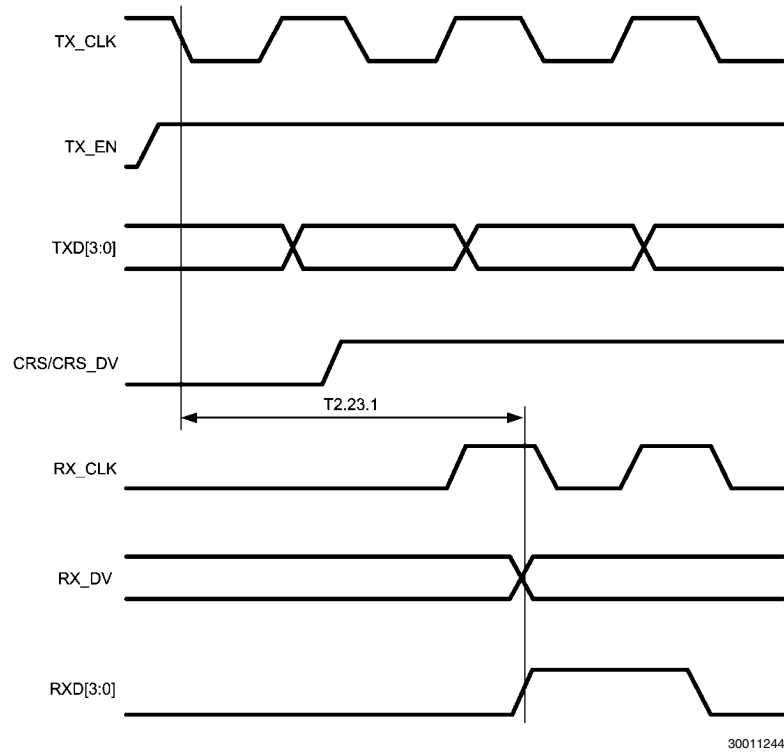 TX_CLK
TX_EN
TXD[3:0]
CRS/CRS_DV
T2.23.1
RX_CLK
RX_DV
RXD[3:0]
30011244